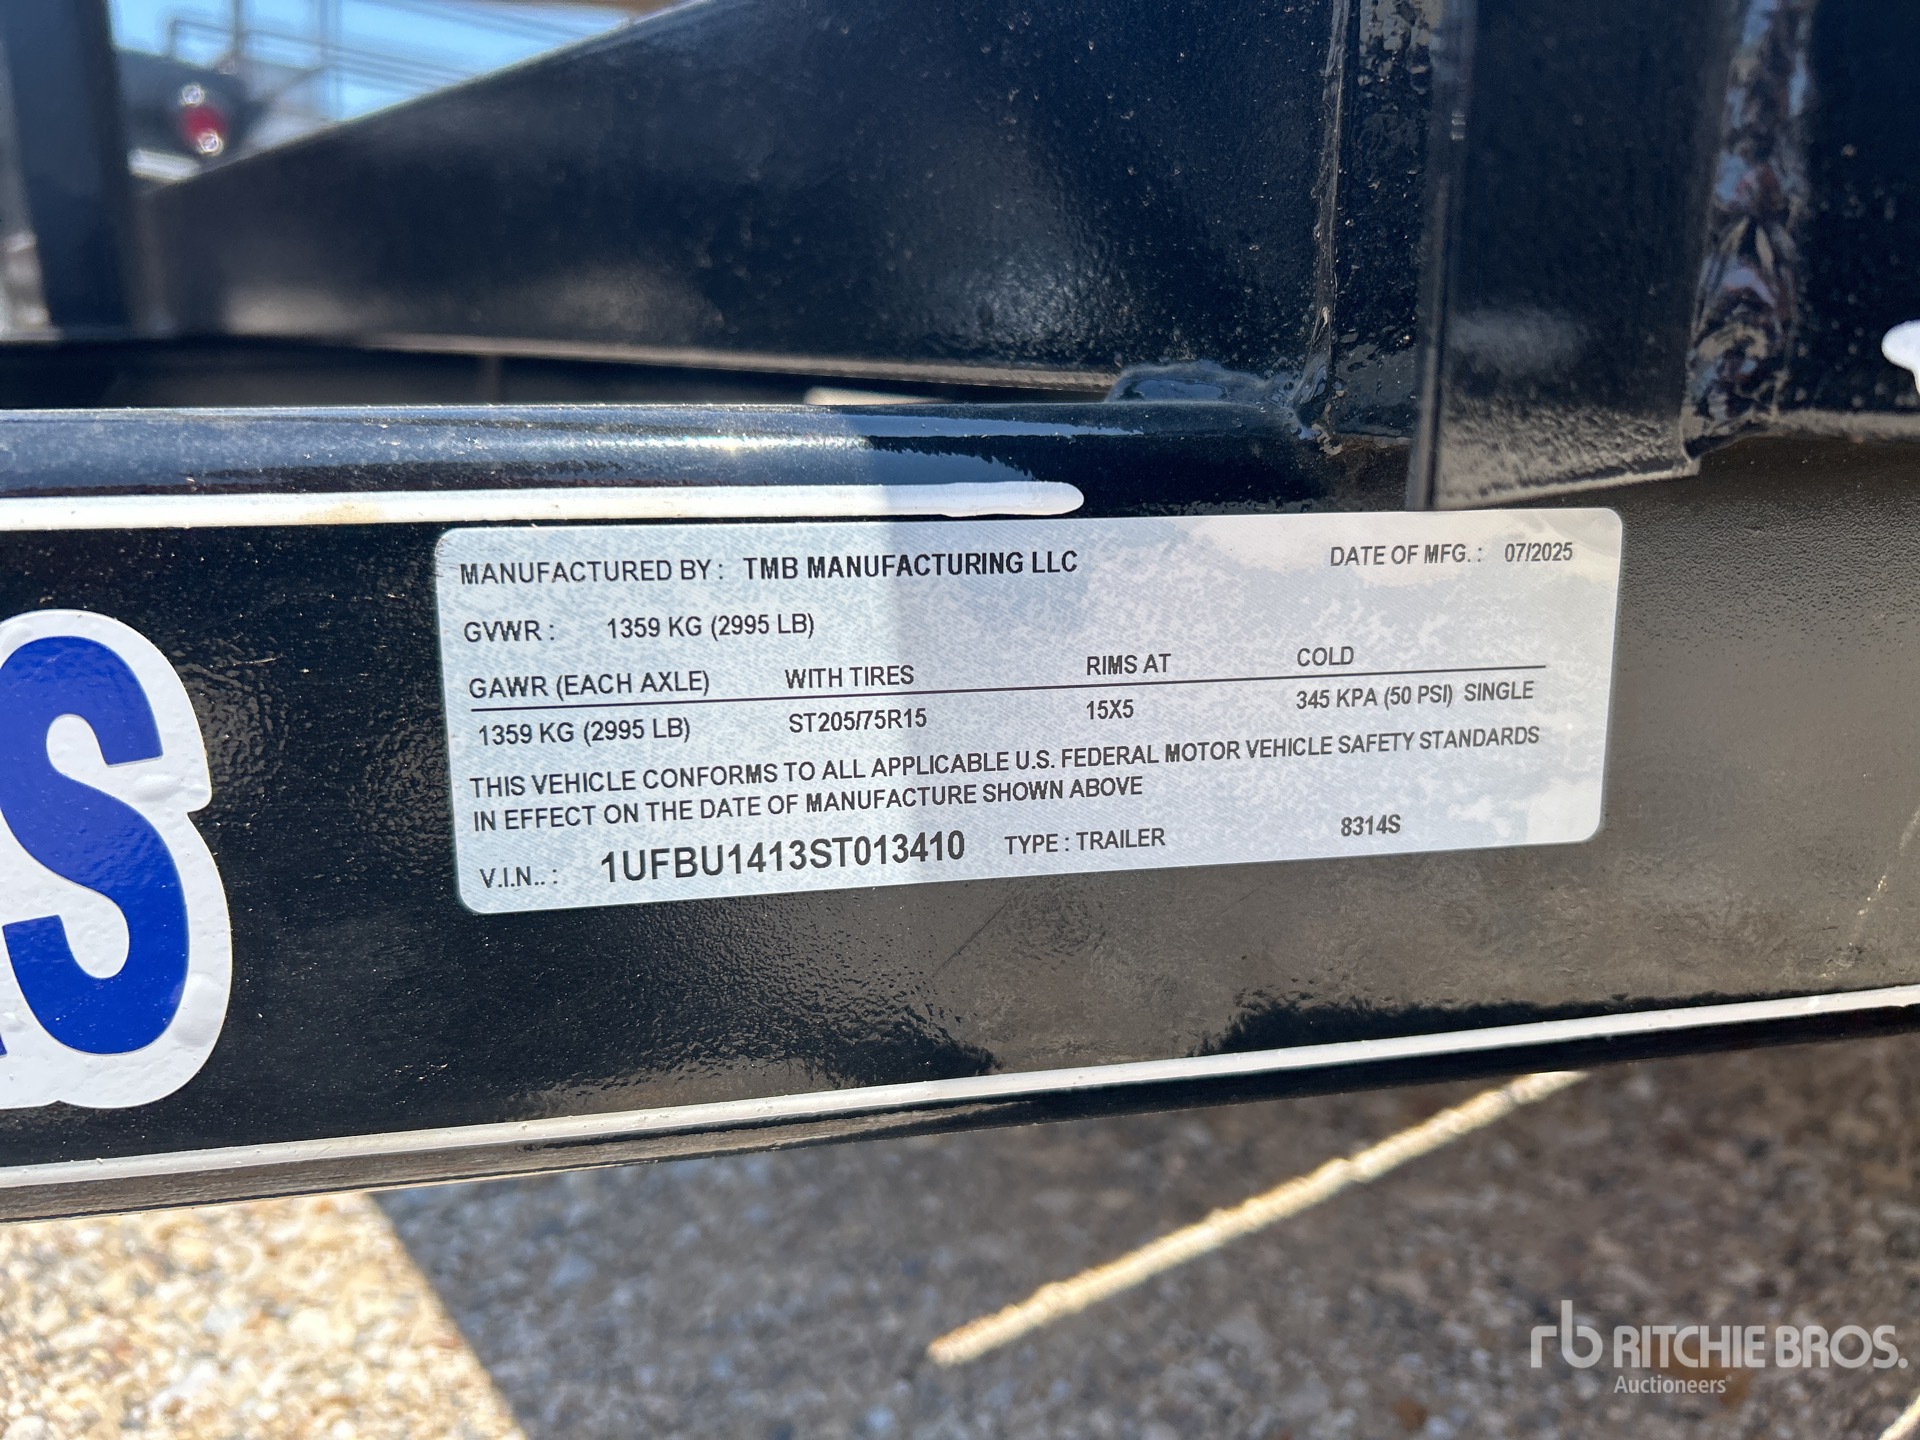 MANUFACTURED BY : TMB MANUFACTURING LLC DATE OF MFG. : 07/2025
GVWR : 1359 KG (2995 LB)
GAWR (EACH AXLE) WITH TIRES RIMS AT COLD
1359 KG (2995 LB) ST205/75R15 15X5 345 KPA (50 PSI) SINGLE
THIS VEHICLE CONFORMS TO ALL APPLICABLE U.S. FEDERAL MOTOR VEHICLE SAFETY STANDARDS
IN EFFECT ON THE DATE OF MANUFACTURE SHOWN ABOVE
V.I.N.. : 1UFBU1413ST013410 TYPE : TRAILER 8314S
S
rb RITCHIE BROS.
Auctioneers